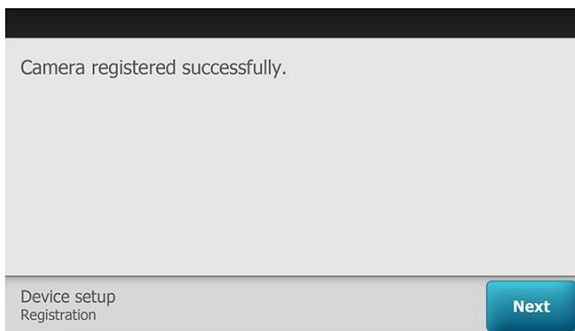 Camera registered successfully.
Device setup
Registration
Next